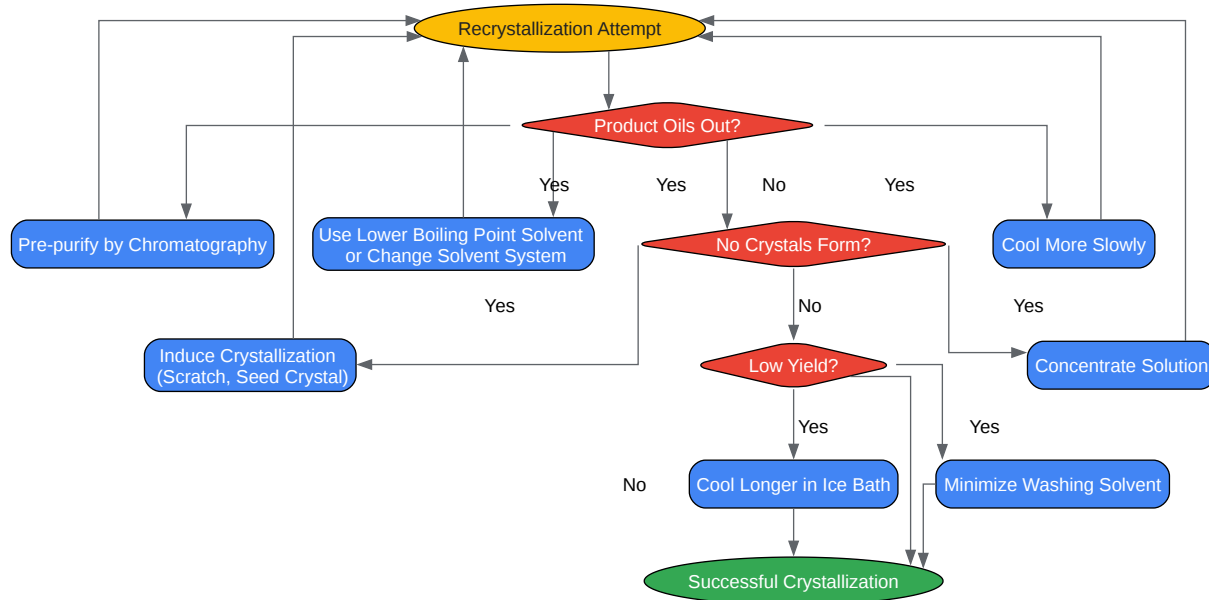 Recrystallization Attempt
Product Oils Out?
Yes
Yes
No
Yes
Pre-purify by Chromatography
Use Lower Boiling Point Solvent
or Change Solvent System
No Crystals Form?
Cool More Slowly
Yes
No
Yes
Induce Crystallization
(Scratch, Seed Crystal)
Low Yield?
Concentrate Solution
Yes
Yes
No
Cool Longer in Ice Bath
Minimize Washing Solvent
Successful Crystallization